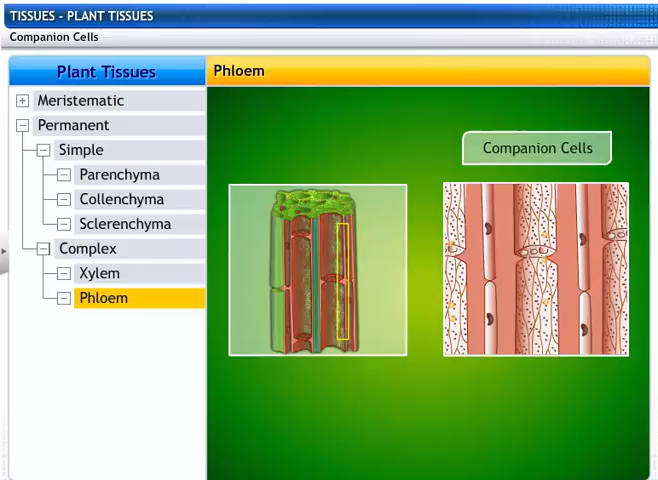 TISSUES - PLANT TISSUES
Companion Cells
Plant Tissues
Meristematic
Permanent
Simple
Parenchyma
Collenchyma
Sclerenchyma
Complex
Xylem
Phloem
Phloem
Companion Cells